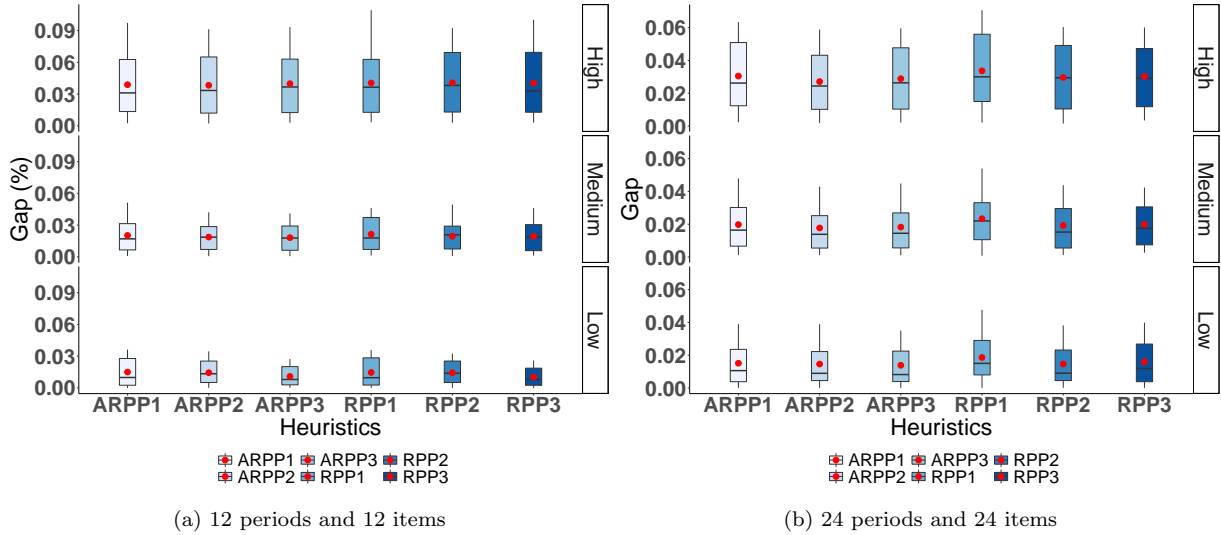 0.09
0.06
0.03
0.00
High
0.09
0.06
0.03
0.00
Medium
0.09
0.06
0.03
0.00
Low
Gap (%)
ARPP1 ARPP2 ARPP3 RPP1 RPP2 RPP3
Heuristics
ARPP1 ARPP3 RPP2
ARPP2 RPP1 RPP3
(a) 12 periods and 12 items
0.06
0.04
0.02
0.00
High
0.06
0.04
0.02
0.00
Medium
0.06
0.04
0.02
0.00
Low
Gap
ARPP1 ARPP2 ARPP3 RPP1 RPP2 RPP3
Heuristics
ARPP1 ARPP3 RPP2
ARPP2 RPP1 RPP3
(b) 24 periods and 24 items